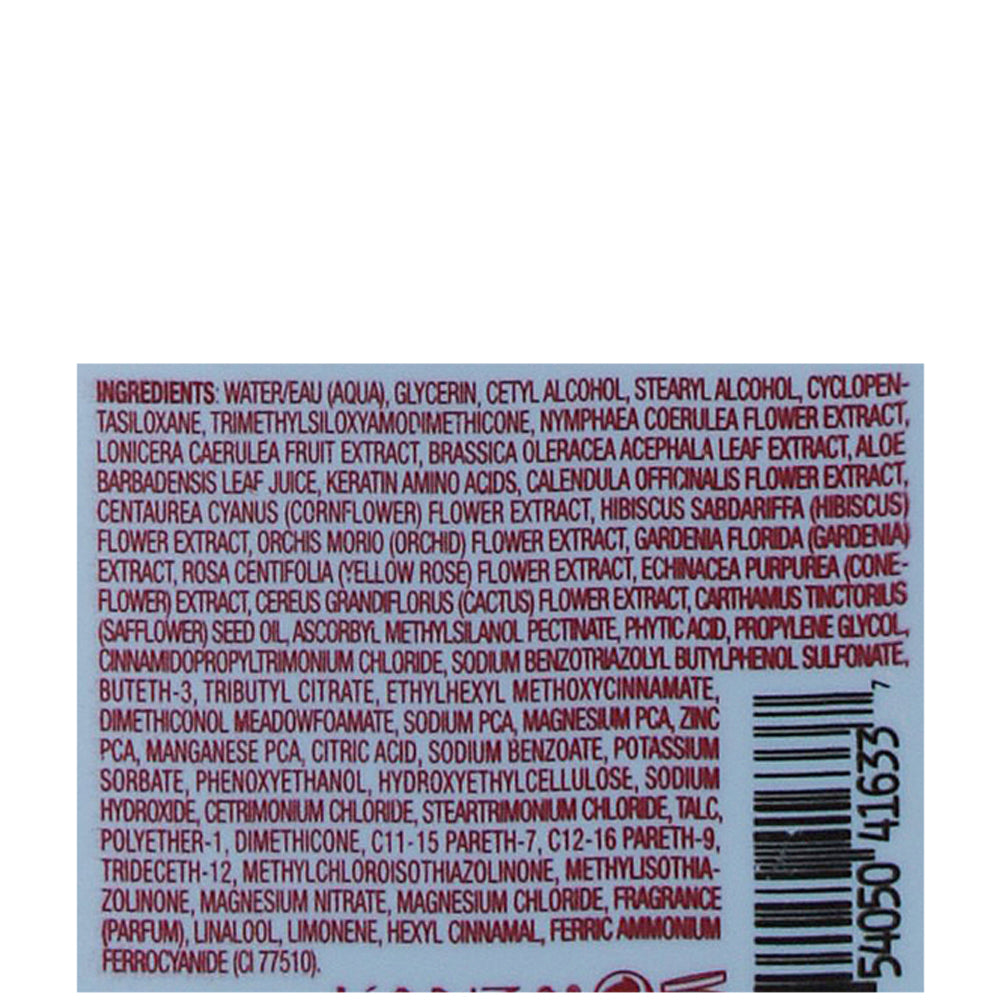 INGREDIENTS: WATER/EAU (AQUA), GLYCERIN, CETYL ALCOHOL, STEARYL ALCOHOL, CYCLOPEN-
TASILOXANE, TRIMETHYLSILOXYAMODIMETHICONE, NYMPHAEA COERULEA FLOWER EXTRACT,
LONICERA CAERULEA FRUIT EXTRACT, BRASSICA OLERACEA ACEPHALA LEAF EXTRACT, ALOE
BARBADENSIS LEAF JUICE, KERATIN AMINO ACIDS, CALENDULA OFFICINALIS FLOWER EXTRACT,
CENTAUREA CYANUS (CORNFLOWER) FLOWER EXTRACT, HIBISCUS SABDARIFFA (HIBISCUS)
FLOWER EXTRACT, ORCHIS MORIO (ORCHID) FLOWER EXTRACT, GARDENIA FLORIDA (GARDENIA)
EXTRACT, ROSA CENTIFOLIA (YELLOW ROSE) FLOWER EXTRACT, ECHINACEA PURPUREA (CONE-
FLOWER) EXTRACT, CEREUS GRANDIFLORUS (CACTUS) FLOWER EXTRACT, CARTHAMUS TINCTORIUS
(SAFFLOWER) SEED OIL, ASCORBYL METHYLSILANOL PECTINATE, PHYTIC ACID, PROPYLENE GLYCOL,
CINNAMIDOPROPYLTRIMONIUM CHLORIDE, SODIUM BENZOTRIAZOLYL BUTYLPHENOL SULFONATE,
BUTETH-3, TRIBUTYL CITRATE, ETHYLHEXYL METHOXYCINNAMATE,
DIMETHICONOL MEADOWFOAMATE, SODIUM PCA, MAGNESIUM PCA, ZINC
PCA, MANGANESE PCA, CITRIC ACID, SODIUM BENZOATE, POTASSIUM
SORBATE, PHENOXYETHANOL, HYDROXYETHYLCELLULOSE, SODIUM
HYDROXIDE, CETRIMONIUM CHLORIDE, STEARTRIMONIUM CHLORIDE, TALC,
POLYETHER-1, DIMETHICONE, C11-15 PARETH-7, C12-16 PARETH-9,
TRIDECETH-12, METHYLCHLOROISOTHIAZOLINONE, METHYLISOTHIA-
ZOLINONE, MAGNESIUM NITRATE, MAGNESIUM CHLORIDE, FRAGRANCE
(PARFUM), LINALOOL, LIMONENE, HEXYL CINNAMAL, FERRIC AMMONIUM
FERROCYANIDE (CI 77510).
54050 41633 7